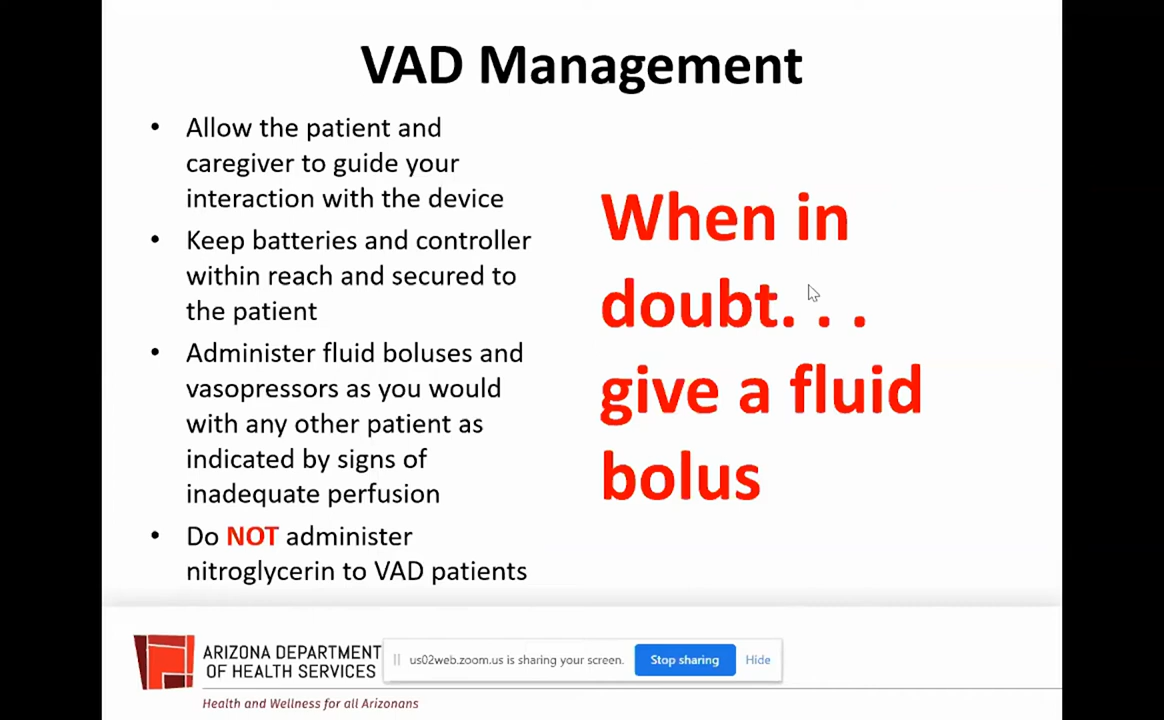 VAD Management
• Allow the patient and
caregiver to guide your
interaction with the device
• Keep batteries and controller
within reach and secured to
the patient
• Administer fluid boluses and
vasopressors as you would
with any other patient as
indicated by signs of
inadequate perfusion
• Do NOT administer
nitroglycerin to VAD patients
When in
doubt. . .
give a fluid
bolus
ARIZONA DEPARTMENT
OF HEALTH SERVICES
Health and Wellness for all Arizonans
us02web.zoom.us is sharing your screen. Stop sharing Hide